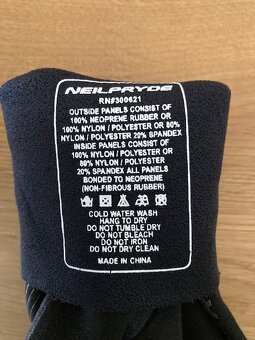 NEILPRYDE
RN#300621
OUTSIDE PANELS CONSIST OF
100% NEOPRENE RUBBER OR
100% NYLON / POLYESTER OR 80%
NYLON / POLYESTER 20% SPANDEX
INSIDE PANELS CONSIST OF
100% NYLON / POLYESTER OR
80% NYLON / POLYESTER
20% SPANDEX ALL PANELS
BONDED TO NEOPRENE
(NON-FIBROUS RUBBER)
COLD WATER WASH
HANG TO DRY
DO NOT TUMBLE DRY
DO NOT BLEACH
DO NOT IRON
DO NOT DRY CLEAN
MADE IN CHINA